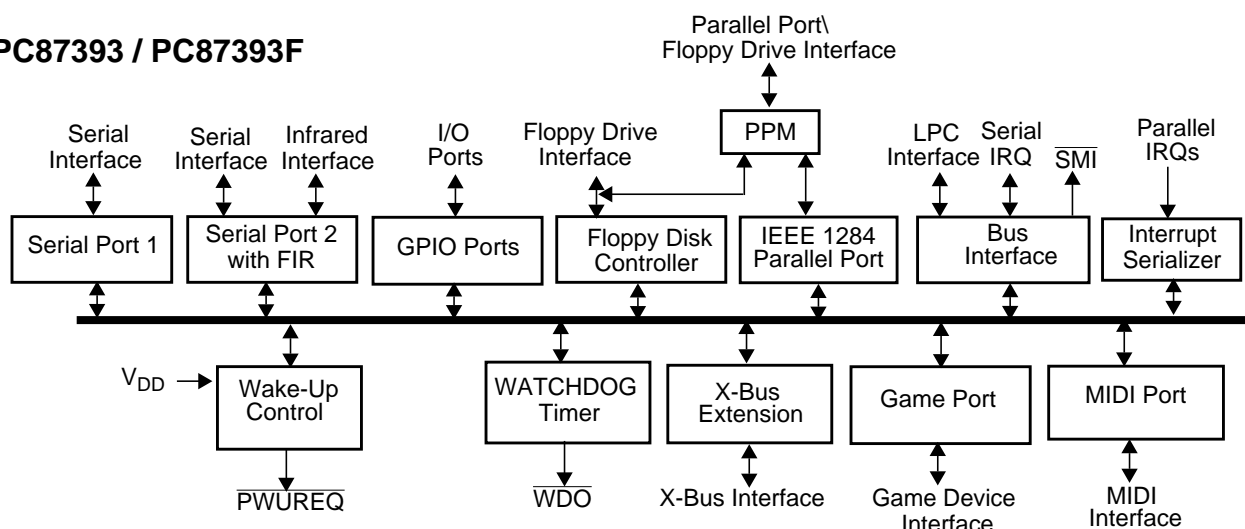 PC87393 / PC87393F
Parallel Port\
Floppy Drive Interface
PPM
Serial
Interface
Serial
Interface
Infrared
Interface
I/O
Ports
Floppy Drive
Interface
LPC
Interface
Serial
IRQ
SMI
Parallel
IRQs
Serial Port 1
Serial Port 2
with FIR
GPIO Ports
Floppy Disk
Controller
IEEE 1284
Parallel Port
Bus
Interface
Interrupt
Serializer
VDD
Wake-Up
Control
WATCHDOG
Timer
X-Bus
Extension
Game Port
MIDI Port
PWUREQ
WDO
X-Bus Interface
Game Device
Interface
MIDI
Interface